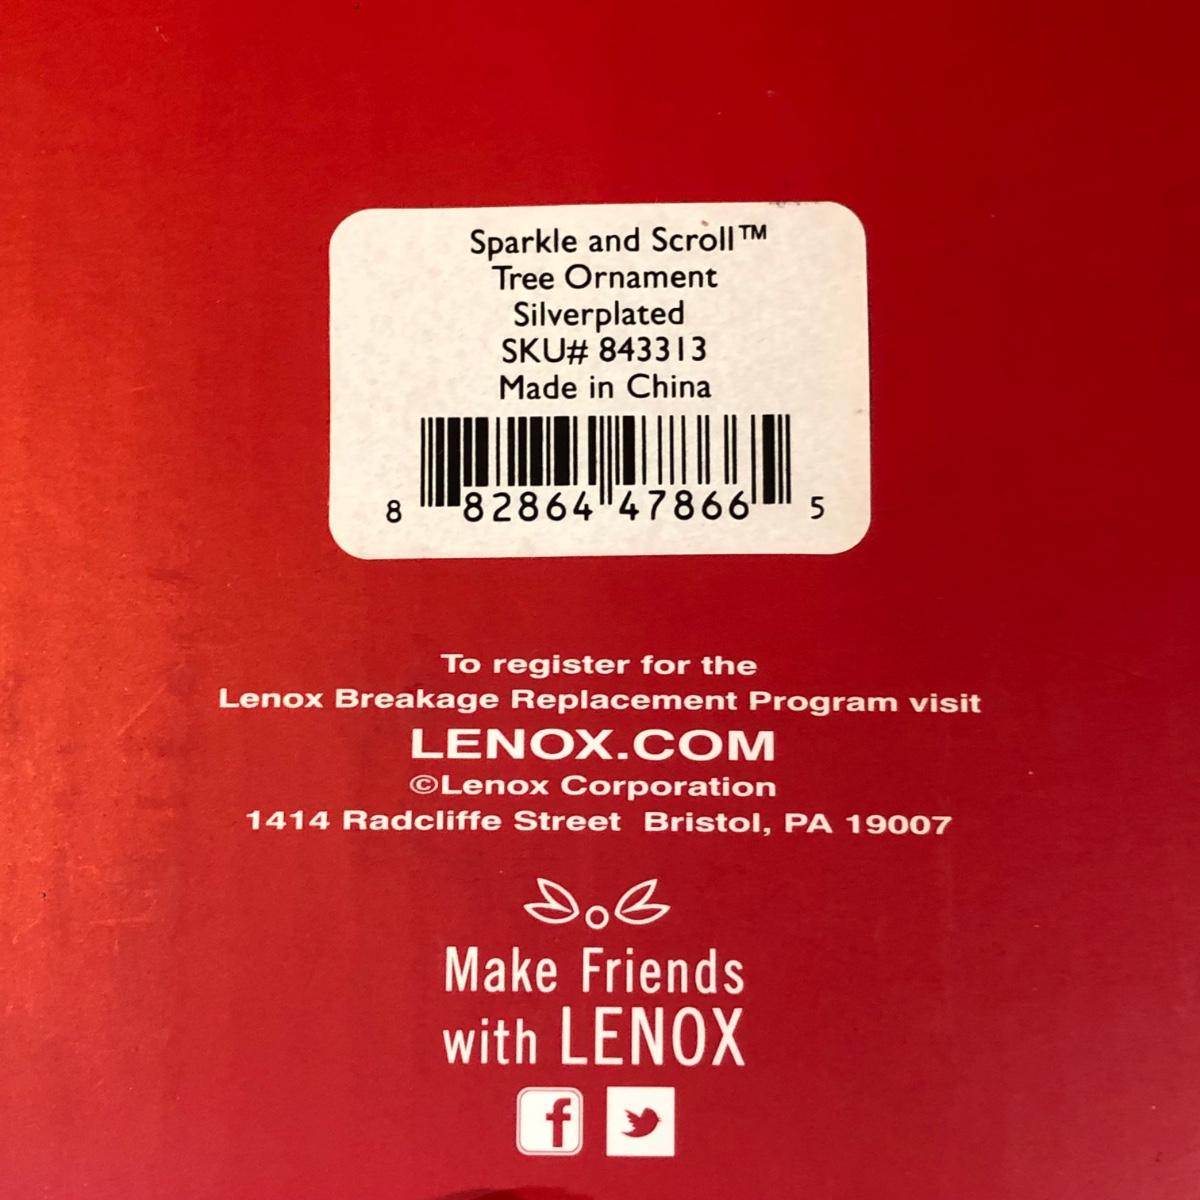 Sparkle and Scroll™
Tree Ornament
Silverplated
SKU# 843313
Made in China
8 82864 47866 5
To register for the
Lenox Breakage Replacement Program visit
LENOX.COM
©Lenox Corporation
1414 Radcliffe Street Bristol, PA 19007
Make Friends
with LENOX
f